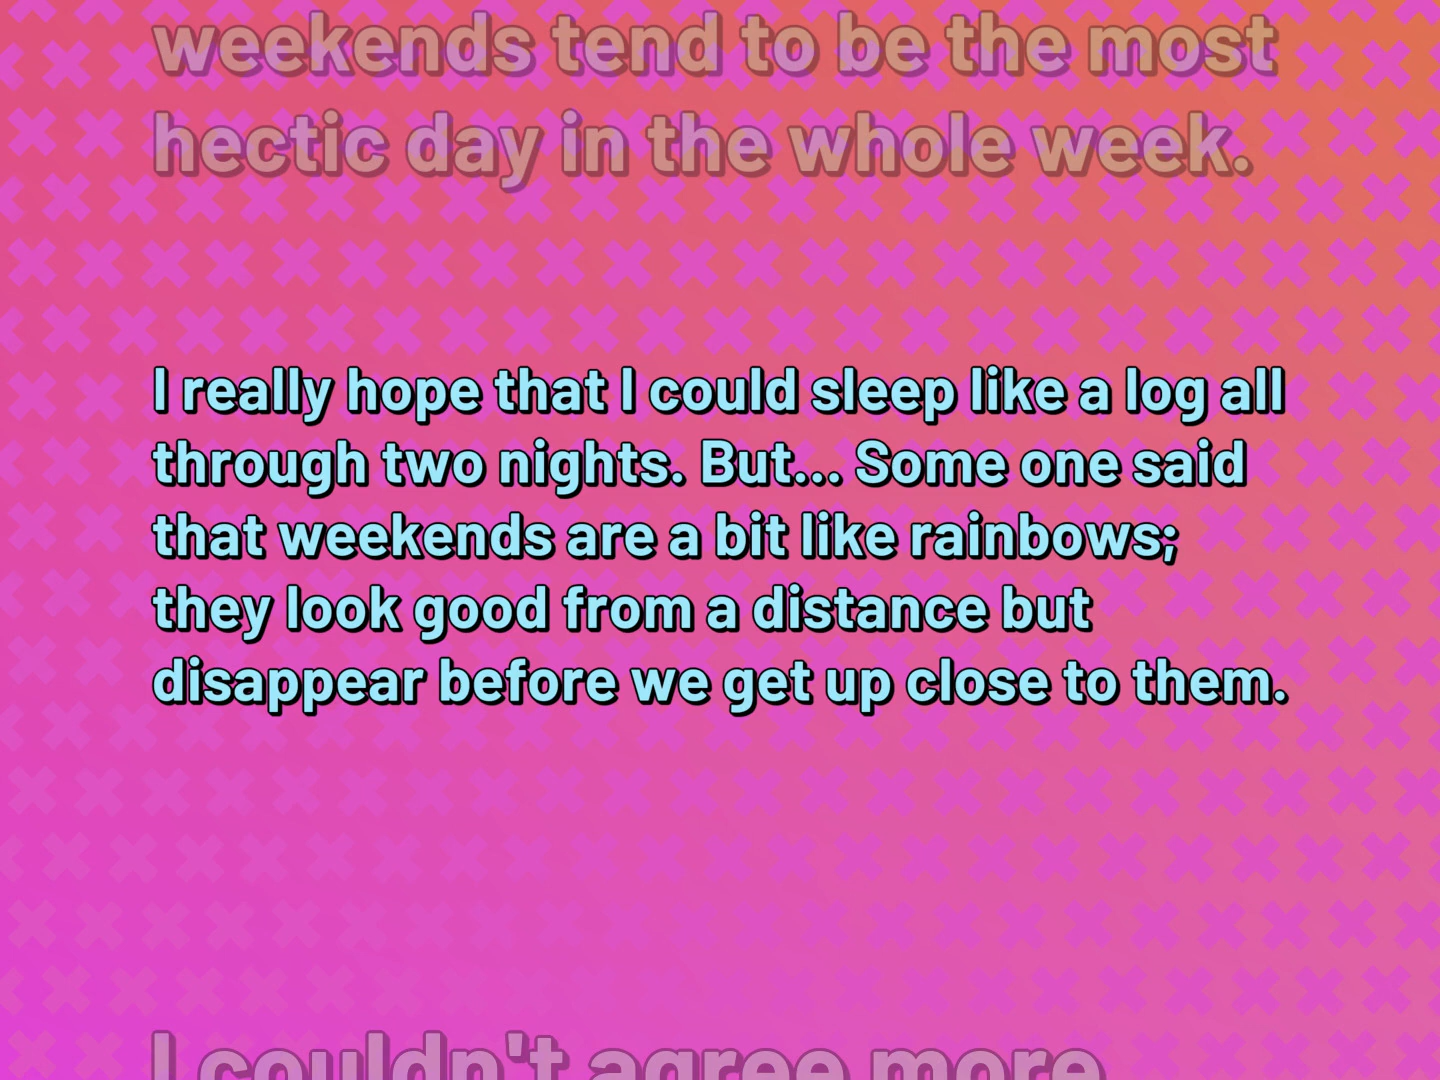 weekends tend to be the most
hectic day in the whole week.
I really hope that I could sleep like a log all
through two nights. But... Some one said
that weekends are a bit like rainbows;
they look good from a distance but
disappear before we get up close to them.
I couldn't agree more